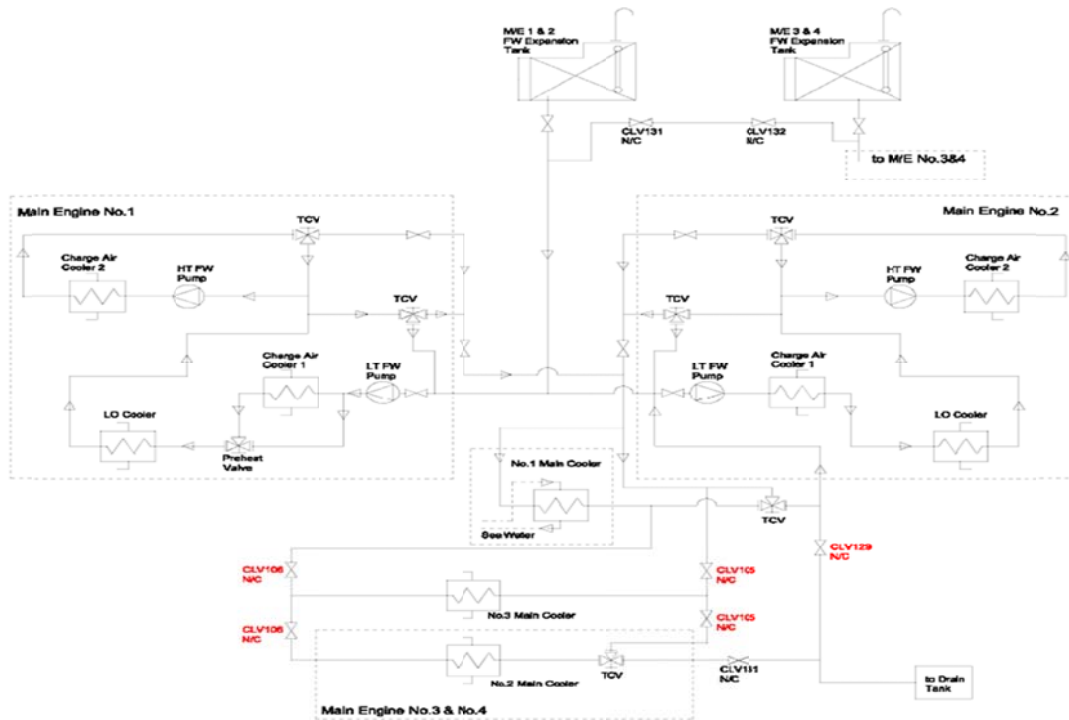 M/E 1 & 2
FW Expansion
Tank
M/E 3 & 4
FW Expansion
Tank
CLV131
N/C
CLV132
N/C
to M/E No.3&4
Main Engine No.1
TCV
Charge Air
Cooler 2
HT FW
Pump
TCV
Charge Air
Cooler 1
LT FW
Pump
LO Cooler
Preheat
Valve
Main Engine No.2
TCV
HT FW
Pump
Charge Air
Cooler 2
TCV
LT FW
Pump
Charge Air
Cooler 1
LO Cooler
No.1 Main Cooler
Sea Water
TCV
CLV129
N/C
CLV106
N/C
CLV105
N/C
No.3 Main Cooler
CLV106
N/C
CLV105
N/C
No.2 Main Cooler
TCV
N/C
to Drain
Tank
Main Engine No.3 & No.4